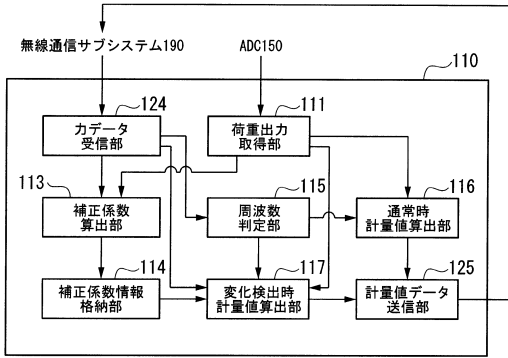 無線通信サブシステム190
ADC150
110
124
力データ
受信部
111
荷重出力
取得部
113
補正係数
算出部
115
周波数
判定部
116
通常時
計量値算出部
114
補正係数情報
格納部
117
変化検出時
計量値算出部
125
計量値データ
送信部